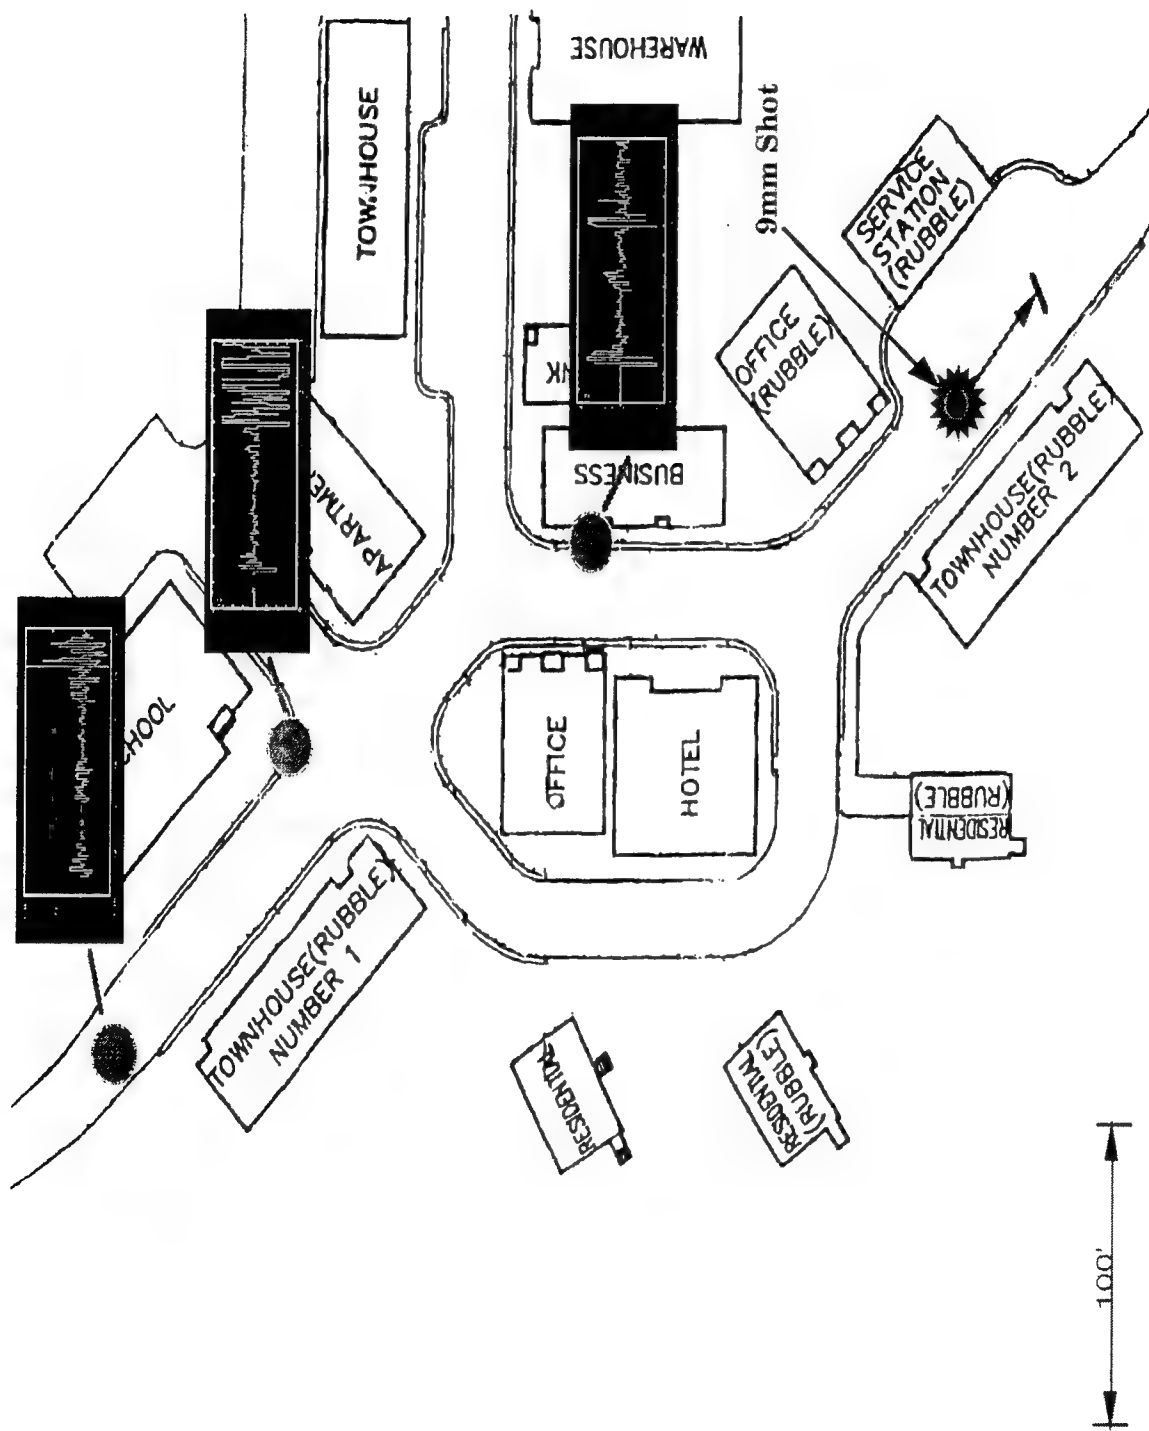 WAREHOUSE
TOWNHOUSE
9mm Shot
SERVICE
STATION
(RUBBLE)
OFFICE
(RUBBLE)
NK
BUSINESS
APARTME
TOWNHOUSE(RUBBLE)
NUMBER 2
CHOOL
OFFICE
HOTEL
RESIDENTIAL
(RUBBLE)
TOWNHOUSE(RUBBLE)
NUMBER 1
RESIDENTIAL
RESIDENTIAL
(RUBBLE)
100'